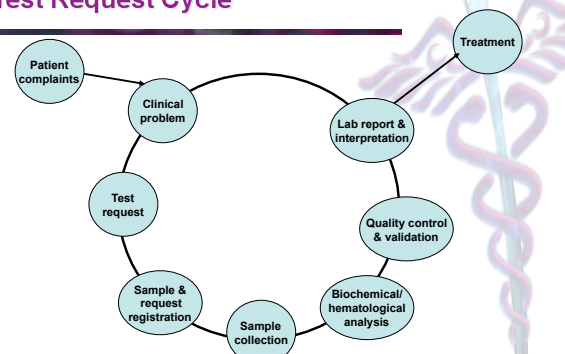 Test Request Cycle
Patient
complaints
Clinical
problem
Test
request
Sample &
request
registration
Sample
collection
Biochemical/
hematological
analysis
Quality control
& validation
Lab report &
interpretation
Treatment